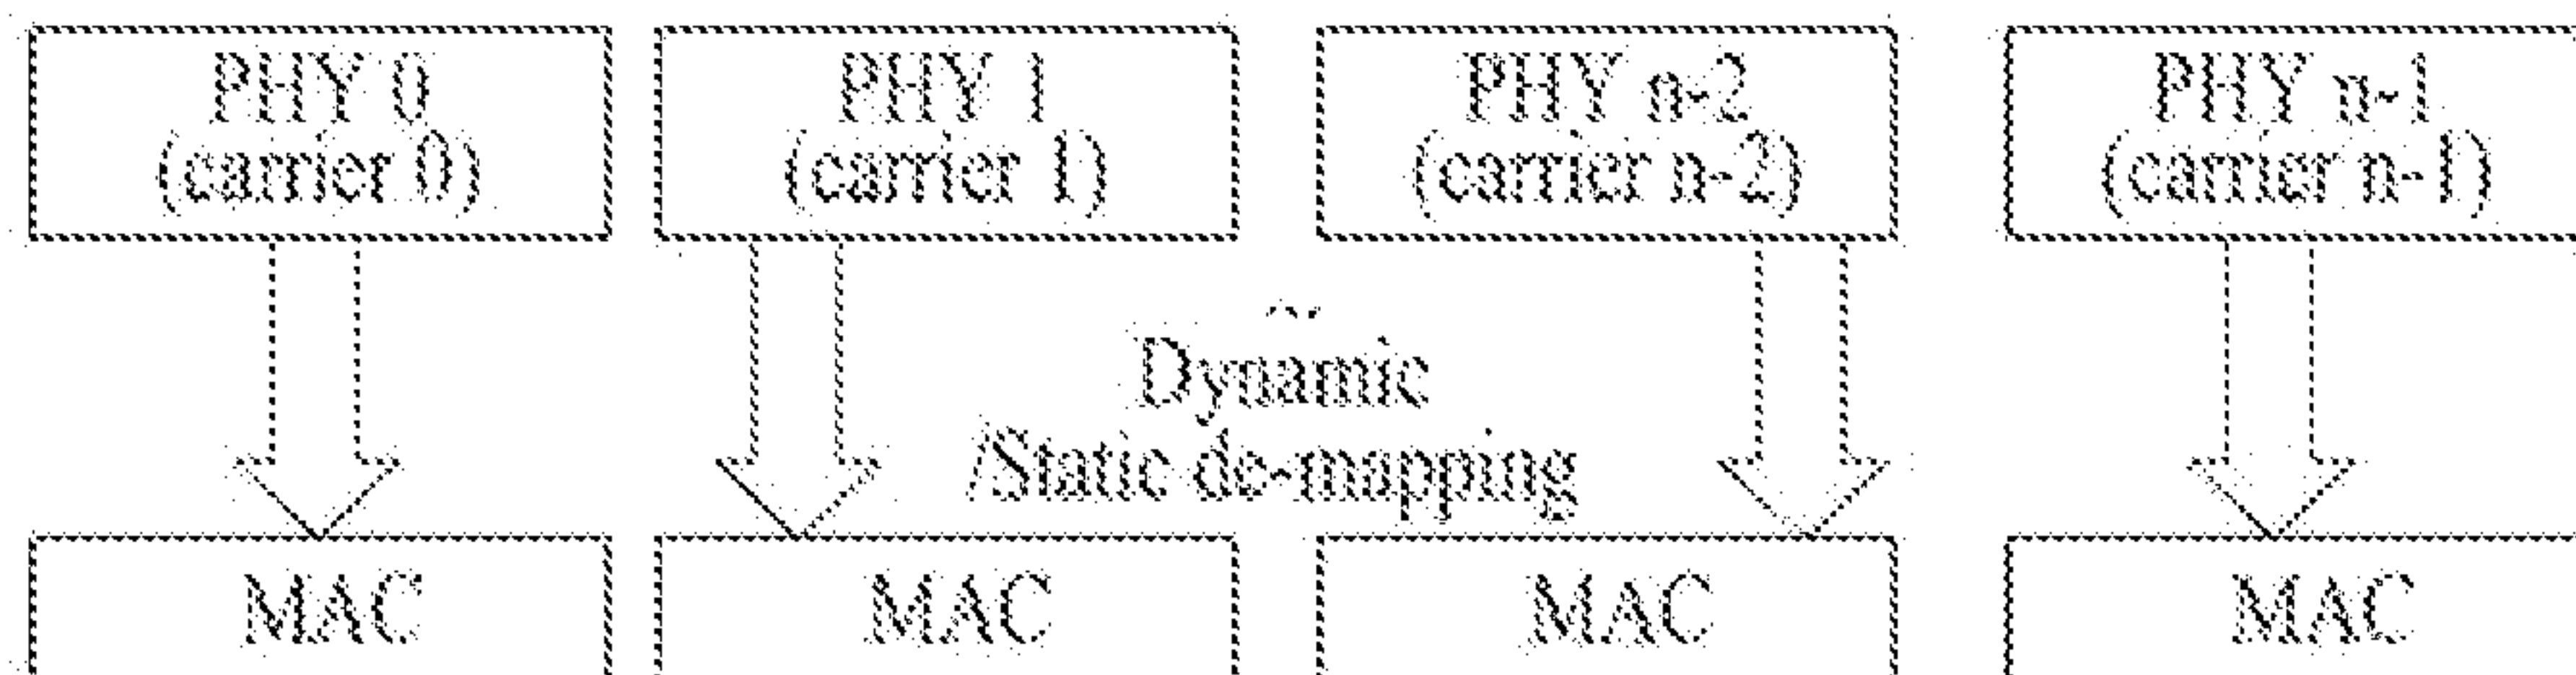 PHY 0
(carrier 0)
PHY 1
(carrier 1)
PHY n-2
(carrier n-2)
PHY n-1
(carrier n-1)
~
Dynamic
/Static de-mapping
MAC
MAC
MAC
MAC